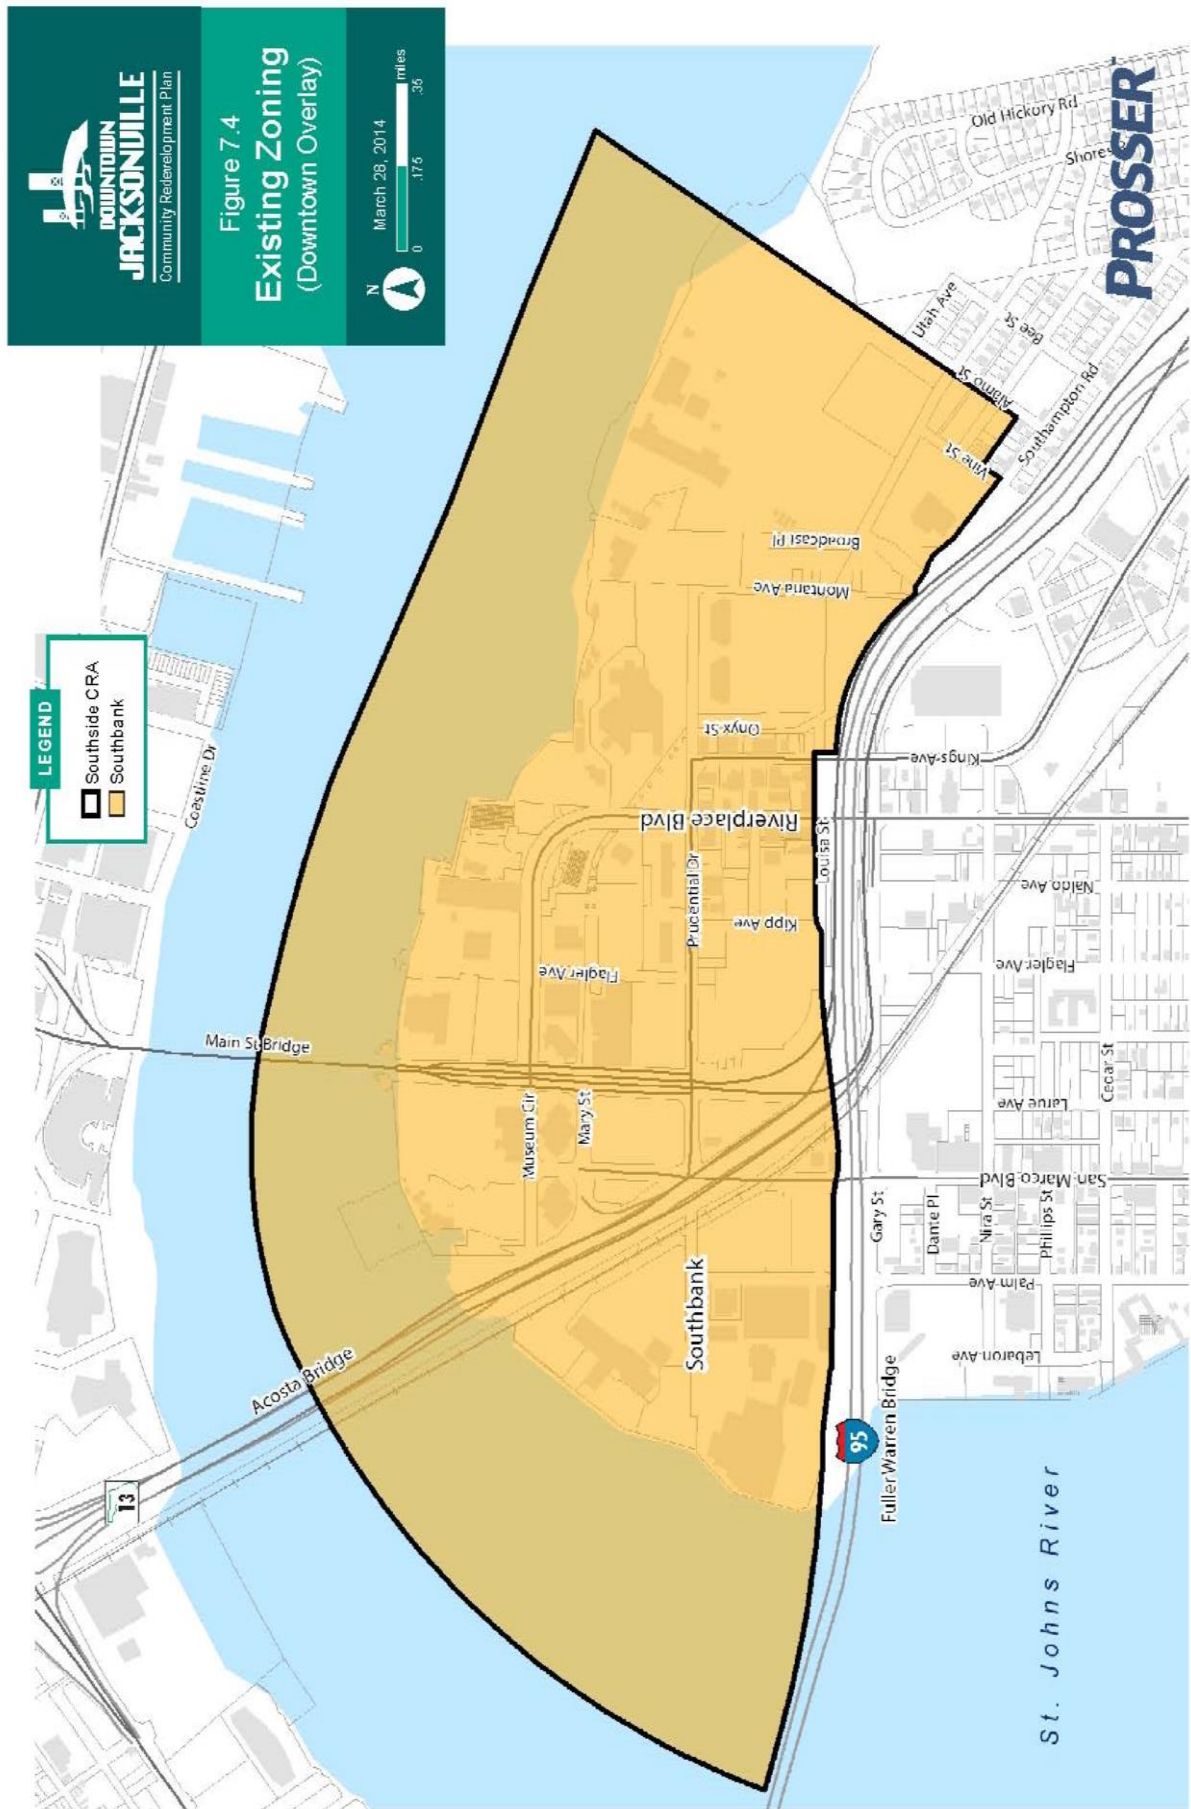 DOWNTOWN
JACKSONVILLE
Community Redevelopment Plan
Figure 7.4
Existing Zoning
(Downtown Overlay)
March 28, 2014
N
0 .175 .35 miles
LEGEND
Southside CRA
Southbank
Coastline Dr
Main St Bridge
Acosta Bridge
13
Museum Cir
Mary St
Flagler Ave
Prudential Dr
Riverplace Blvd
Kipp Ave
Onyx St
Montana Ave
Broadcast Pl
Vine St
Alamo St
Utah Ave
Bee St
Southampton Rd
Old Hickory Rd
Southbank
Louisa St
Kings Ave
Naldo Ave
Flagler Ave
Larue Ave
Cedar St
San Marco Blvd
Gary St
Dante Pl
Nira St
Phillips St
Palm Ave
Lebaron Ave
95
Fuller Warren Bridge
St. Johns River
Shores
PROSSER